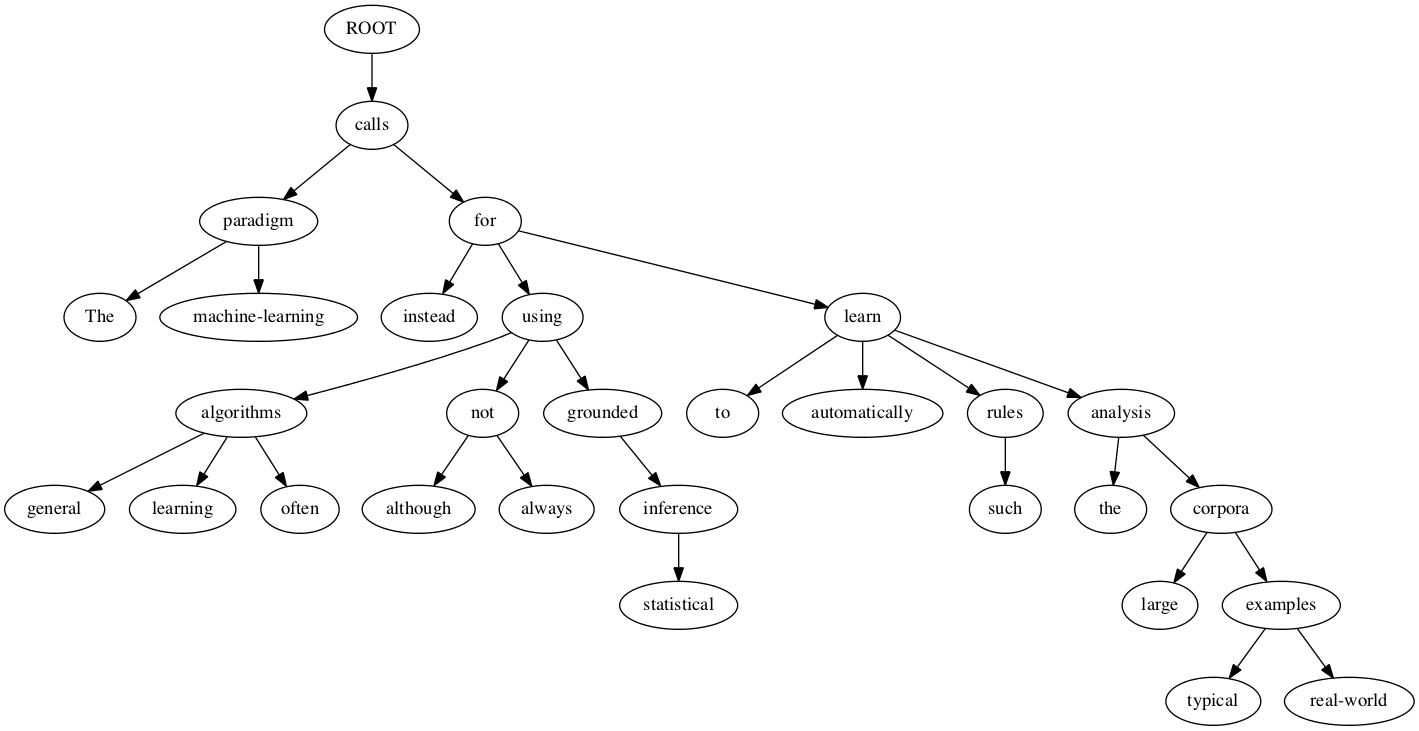 ROOT
calls
paradigm for
The machine-learning instead using learn
algorithms not grounded to automatically rules analysis
general learning often although always inference such the corpora
statistical large examples
typical real-world